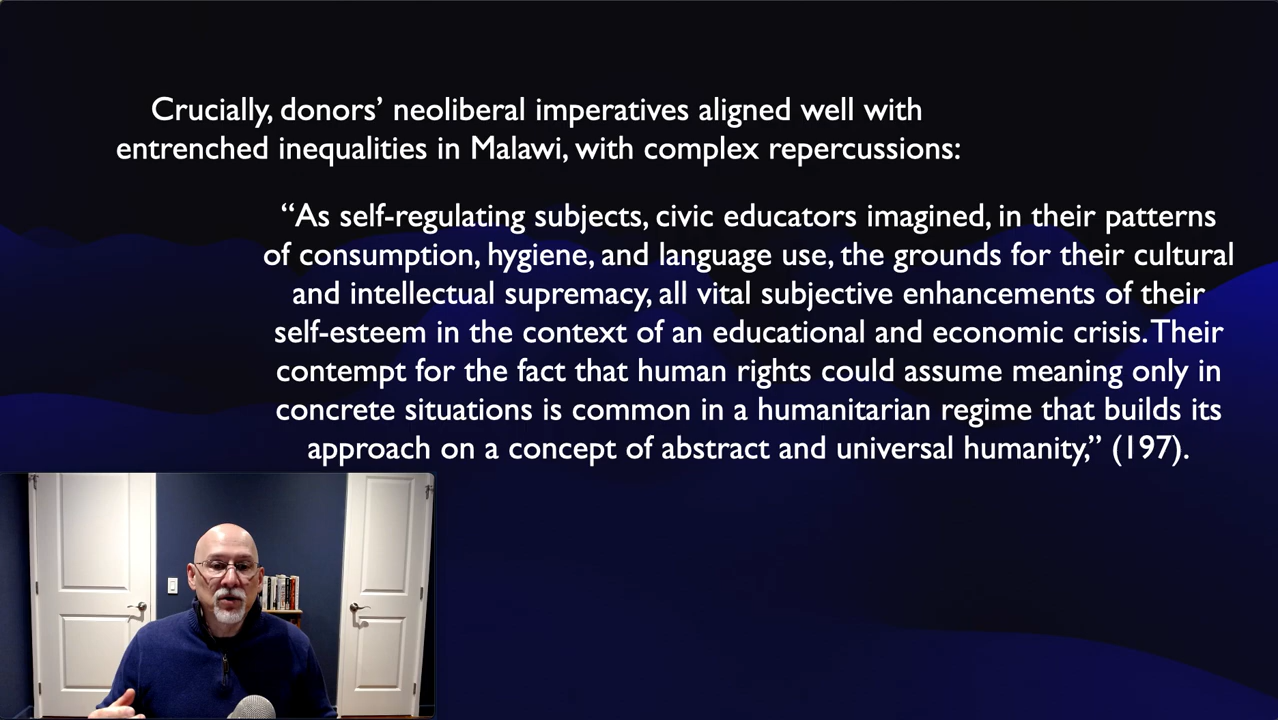 Crucially, donors’ neoliberal imperatives aligned well with
entrenched inequalities in Malawi, with complex repercussions:
“As self-regulating subjects, civic educators imagined, in their patterns
of consumption, hygiene, and language use, the grounds for their cultural
and intellectual supremacy, all vital subjective enhancements of their
self-esteem in the context of an educational and economic crisis. Their
contempt for the fact that human rights could assume meaning only in
concrete situations is common in a humanitarian regime that builds its
approach on a concept of abstract and universal humanity,” (197).